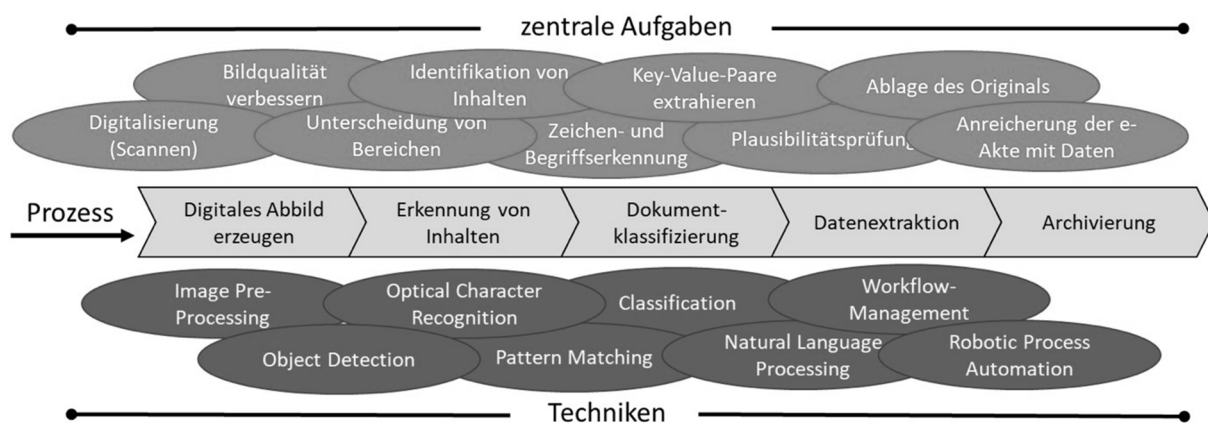 zentrale Aufgaben
Bildqualität
verbessern
Identifikation von
Inhalten
Key-Value-Paare
extrahieren
Ablage des Originals
Digitalisierung
(Scannen)
Unterscheidung von
Bereichen
Zeichen- und
Begriffserkennung
Plausibilitätsprüfung
Anreicherung der e-
Akte mit Daten
Prozess
Digitales Abbild
erzeugen
Erkennung von
Inhalten
Dokument-
klassifizierung
Datenextraktion
Archivierung
Image Pre-
Processing
Optical Character
Recognition
Classification
Workflow-
Management
Object Detection
Pattern Matching
Natural Language
Processing
Robotic Process
Automation
Techniken